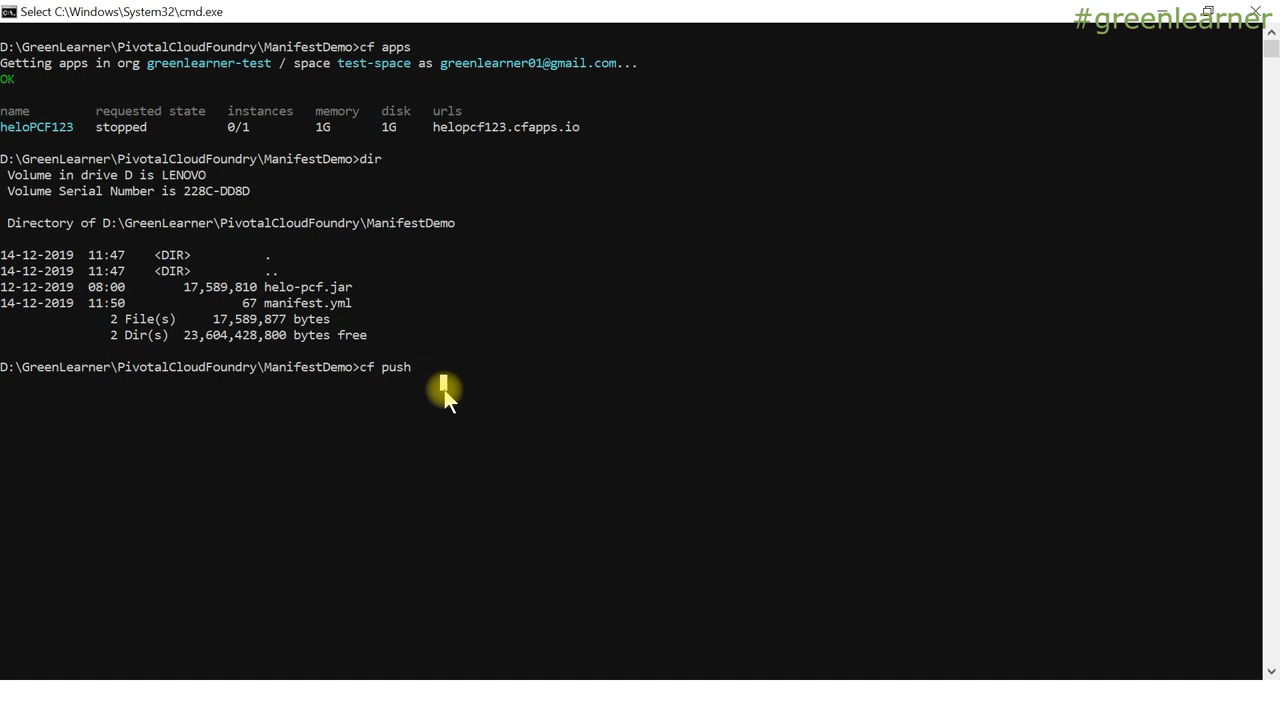 Select C:\Windows\System32\cmd.exe
#greenlearner
D:\GreenLearner\PivotalCloudFoundry\ManifestDemo>cf apps
Getting apps in org greenlearner-test / space test-space as greenlearner01@gmail.com...
OK
name requested state instances memory disk urls
heloPCF123 stopped 0/1 1G 1G helopcf123.cfapps.io
D:\GreenLearner\PivotalCloudFoundry\ManifestDemo>dir
Volume in drive D is LENOVO
Volume Serial Number is 228C-DD8D
Directory of D:\GreenLearner\PivotalCloudFoundry\ManifestDemo
14-12-2019 11:47 <DIR> .
14-12-2019 11:47 <DIR> ..
12-12-2019 08:00 17,589,810 helo-pcf.jar
14-12-2019 11:50 67 manifest.yml
2 File(s) 17,589,877 bytes
2 Dir(s) 23,604,428,800 bytes free
D:\GreenLearner\PivotalCloudFoundry\ManifestDemo>cf push